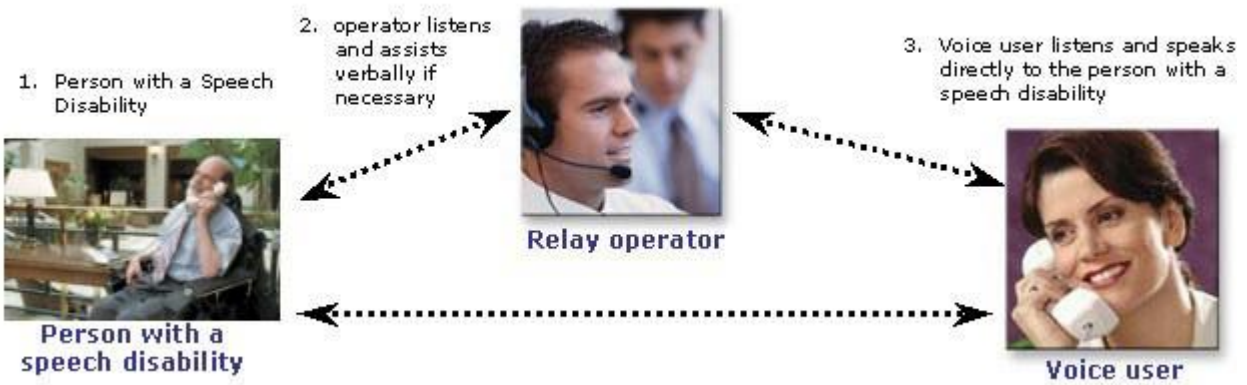 1. Person with a Speech
Disability
2. operator listens
and assists
verbally if
necessary
3. Voice user listens and speaks
directly to the person with a
speech disability
Relay operator
Person with a
speech disability
Voice user